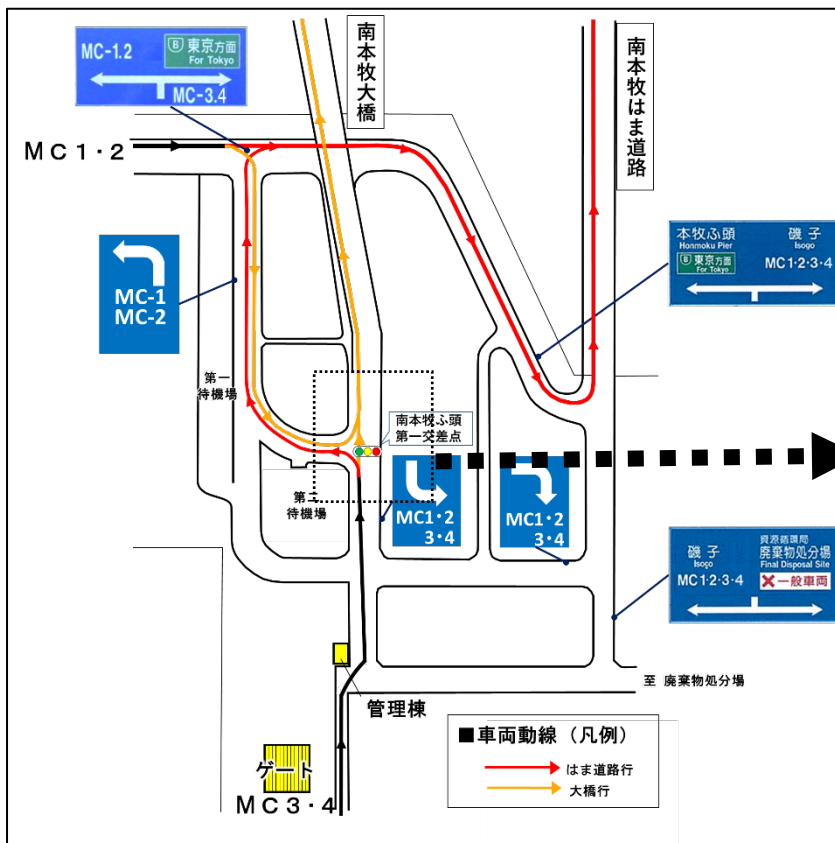 MC-1.2
B 東京方面
For Tokyo
MC-3.4
南本牧大橋
南本牧はま道路
MC1・2
本牧ふ頭
Honmoku Pier
B 東京方面
For Tokyo
磯子
Isogo
MC1・2・3・4
MC-1
MC-2
第一
待機場
南本牧ふ頭
第一交差点
第二
待機場
MC1・2
3・4
MC1・2
3・4
磯子
Isogo
MC1・2・3・4
資源循環局
廃棄物処分場
Final Disposal Site
一般車両
至 廃棄物処分場
管理棟
■車両動線(凡例)
はま道路行
大橋行
ゲート
MC3・4